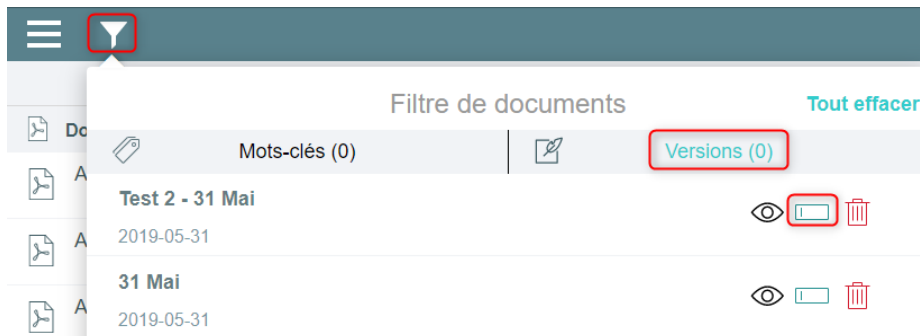 Filtre de documents
Tout effacer
Do
Mots-clés (0)
Versions (0)
A
Test 2 - 31 Mai
2019-05-31
A
31 Mai
A
2019-05-31